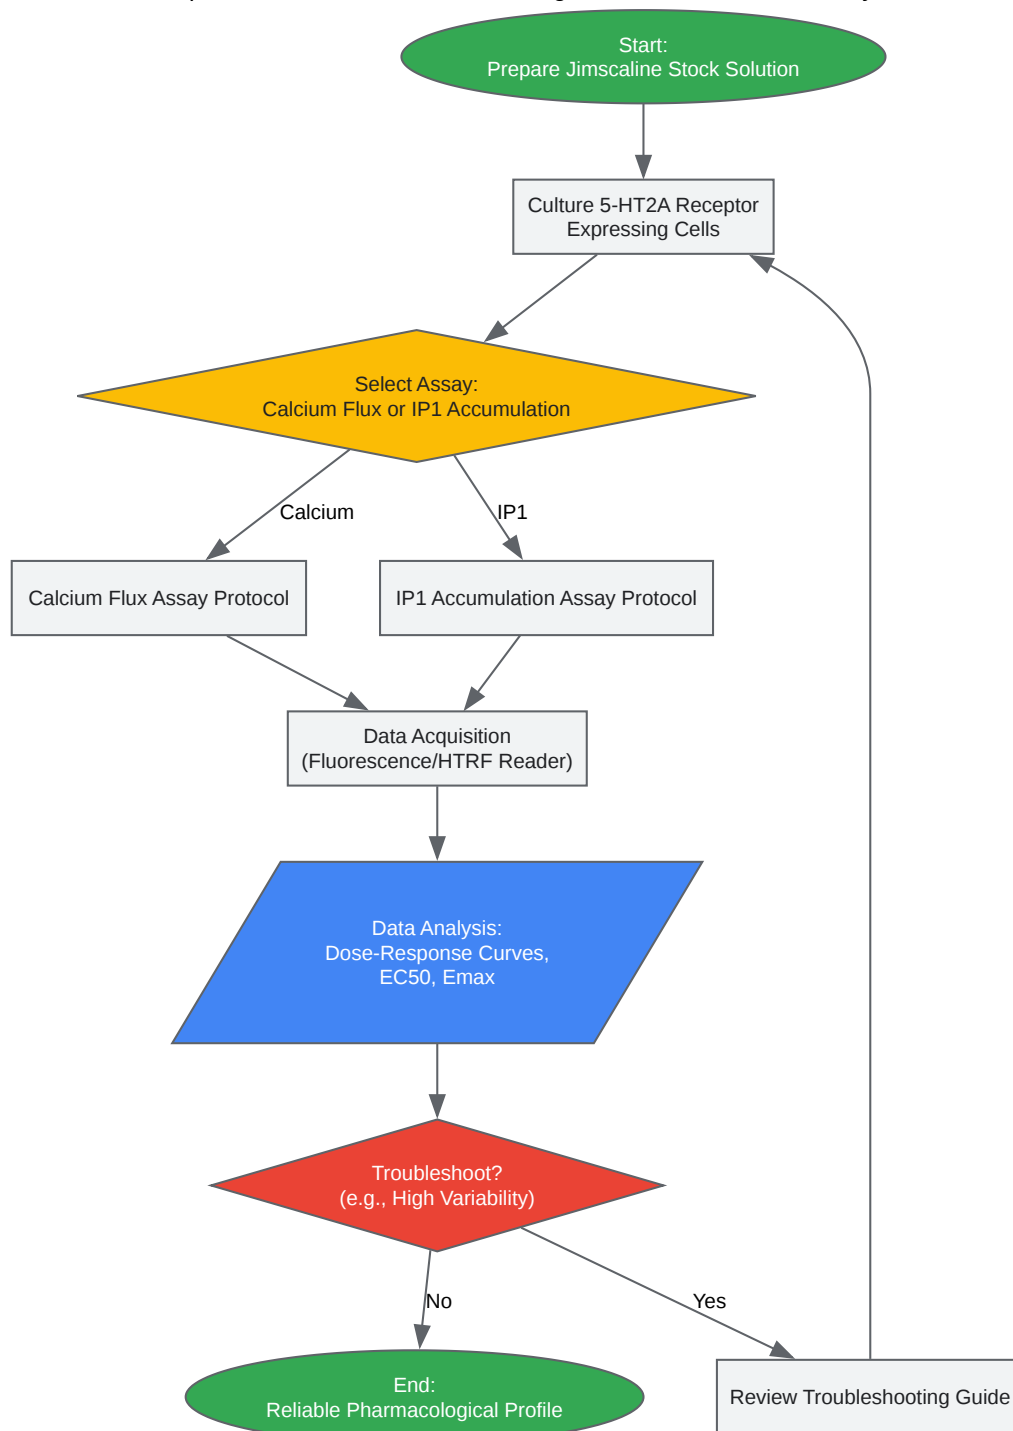 Start:
Prepare Jimscaline Stock Solution
Culture 5-HT2A Receptor
Expressing Cells
Select Assay:
Calcium Flux or IP1 Accumulation
Calcium
IP1
Calcium Flux Assay Protocol
IP1 Accumulation Assay Protocol
Data Acquisition
(Fluorescence/HTRF Reader)
Data Analysis:
Dose-Response Curves,
EC50, Emax
Troubleshoot?
(e.g., High Variability)
No
Yes
End:
Reliable Pharmacological Profile
Review Troubleshooting Guide